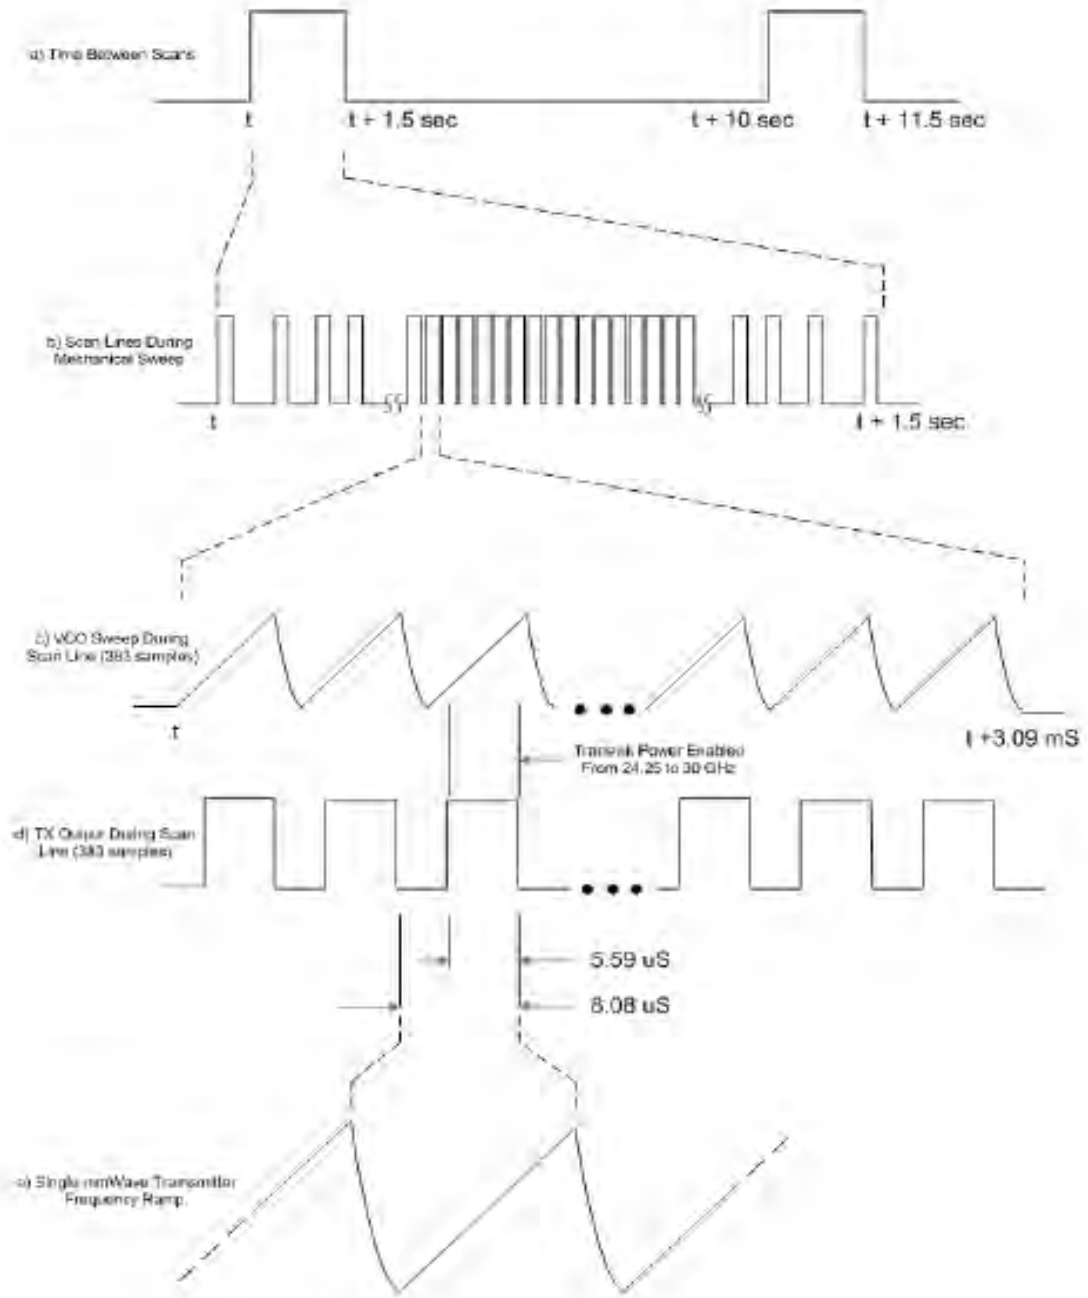 a) Time Between Scans
t
t + 1.5 sec
t + 10 sec
t + 11.5 sec
b) Scan Lines During
Mechanical Sweep
t
t + 1.5 sec
c) VCO Sweep During
Scan Line (383 samples)
t
t +3.09 mS
Transmit Power Enabled
From 24.25 to 30 GHz
d) TX Output During Scan
Line (383 samples)
5.59 uS
8.08 uS
e) Single mmWave Transmitter
Frequency Ramp